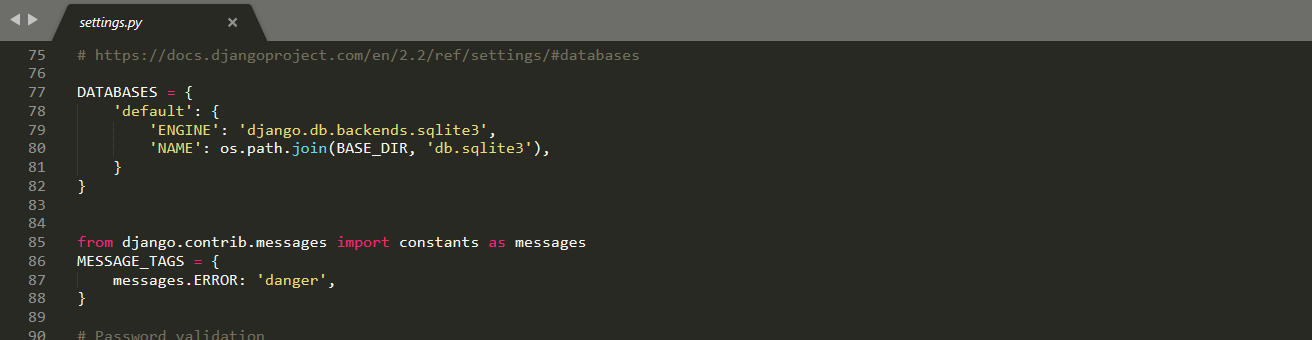 settings.py
75 # https://docs.djangoproject.com/en/2.2/ref/settings/#databases
76
77 DATABASES = {
78     'default': {
79         'ENGINE': 'django.db.backends.sqlite3',
80         'NAME': os.path.join(BASE_DIR, 'db.sqlite3'),
81     }
82 }
83
84
85 from django.contrib.messages import constants as messages
86 MESSAGE_TAGS = {
87     messages.ERROR: 'danger',
88 }
89
90 # Password validation